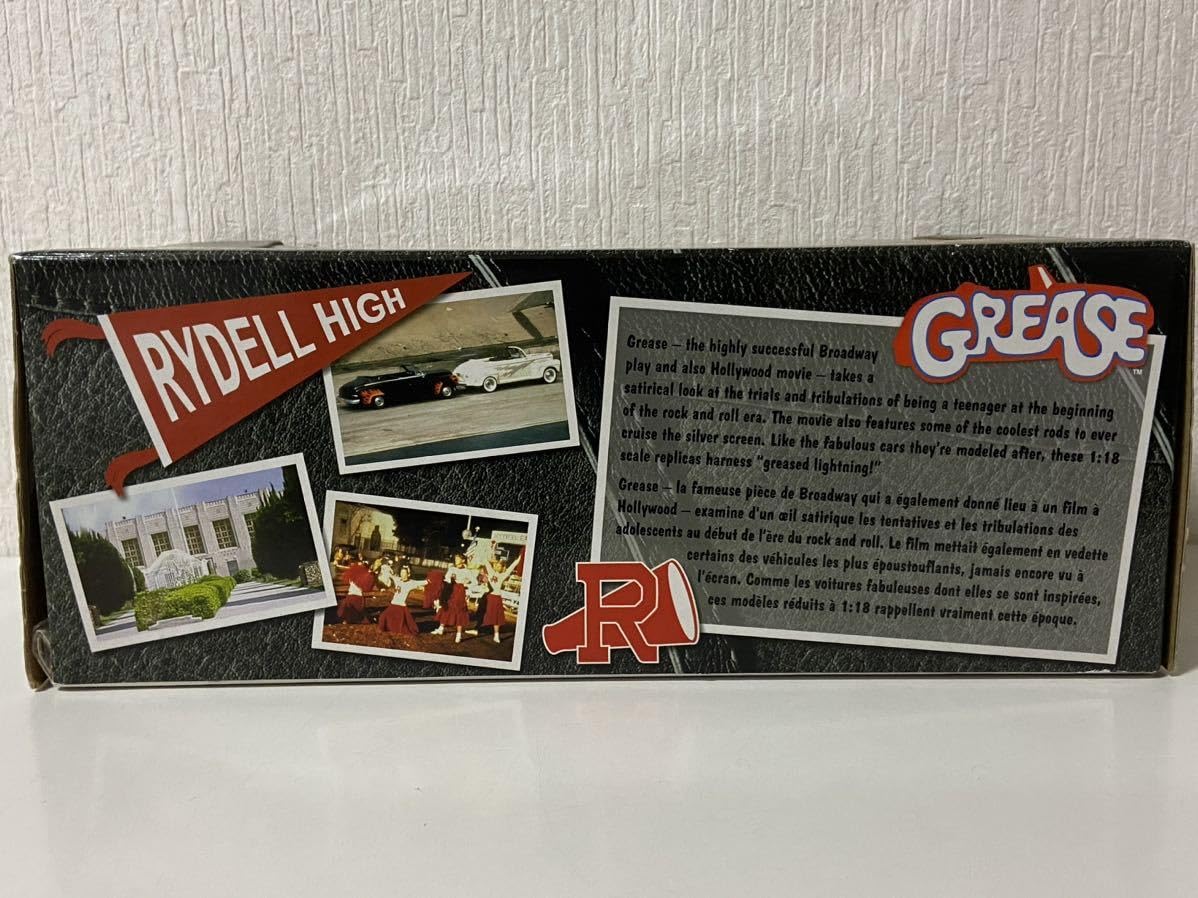 RYDELL HIGH
GREASE
TM
Grease – the highly successful Broadway
play and also Hollywood movie – takes a
satirical look at the trials and tribulations of being a teenager at the beginning
of the rock and roll era. The movie also features some of the coolest rods to ever
cruise the silver screen. Like the fabulous cars they're modeled after, these 1:18
scale replicas harness "greased lightning!"
Grease – la fameuse pièce de Broadway qui a également donné lieu à un film à
Hollywood – examine d'un œil satirique les tentatives et les tribulations des
adolescents au début de l'ère du rock and roll. Le film mettait également en vedette
certains des véhicules les plus époustouflants, jamais encore vu à
l'écran. Comme les voitures fabuleuses dont elles se sont inspirées,
ces modèles réduits à 1:18 rappellent vraiment cette époque.
R